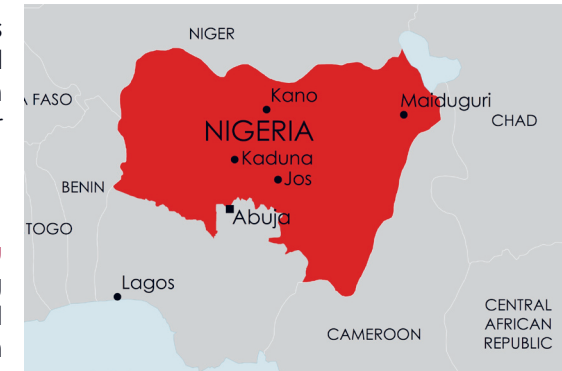 NIGER
Kano
Maiduguri
FASO
NIGERIA
CHAD
Kaduna
Jos
BENIN
Abuja
TOGO
Lagos
CENTRAL
AFRICAN
REPUBLIC
CAMEROON